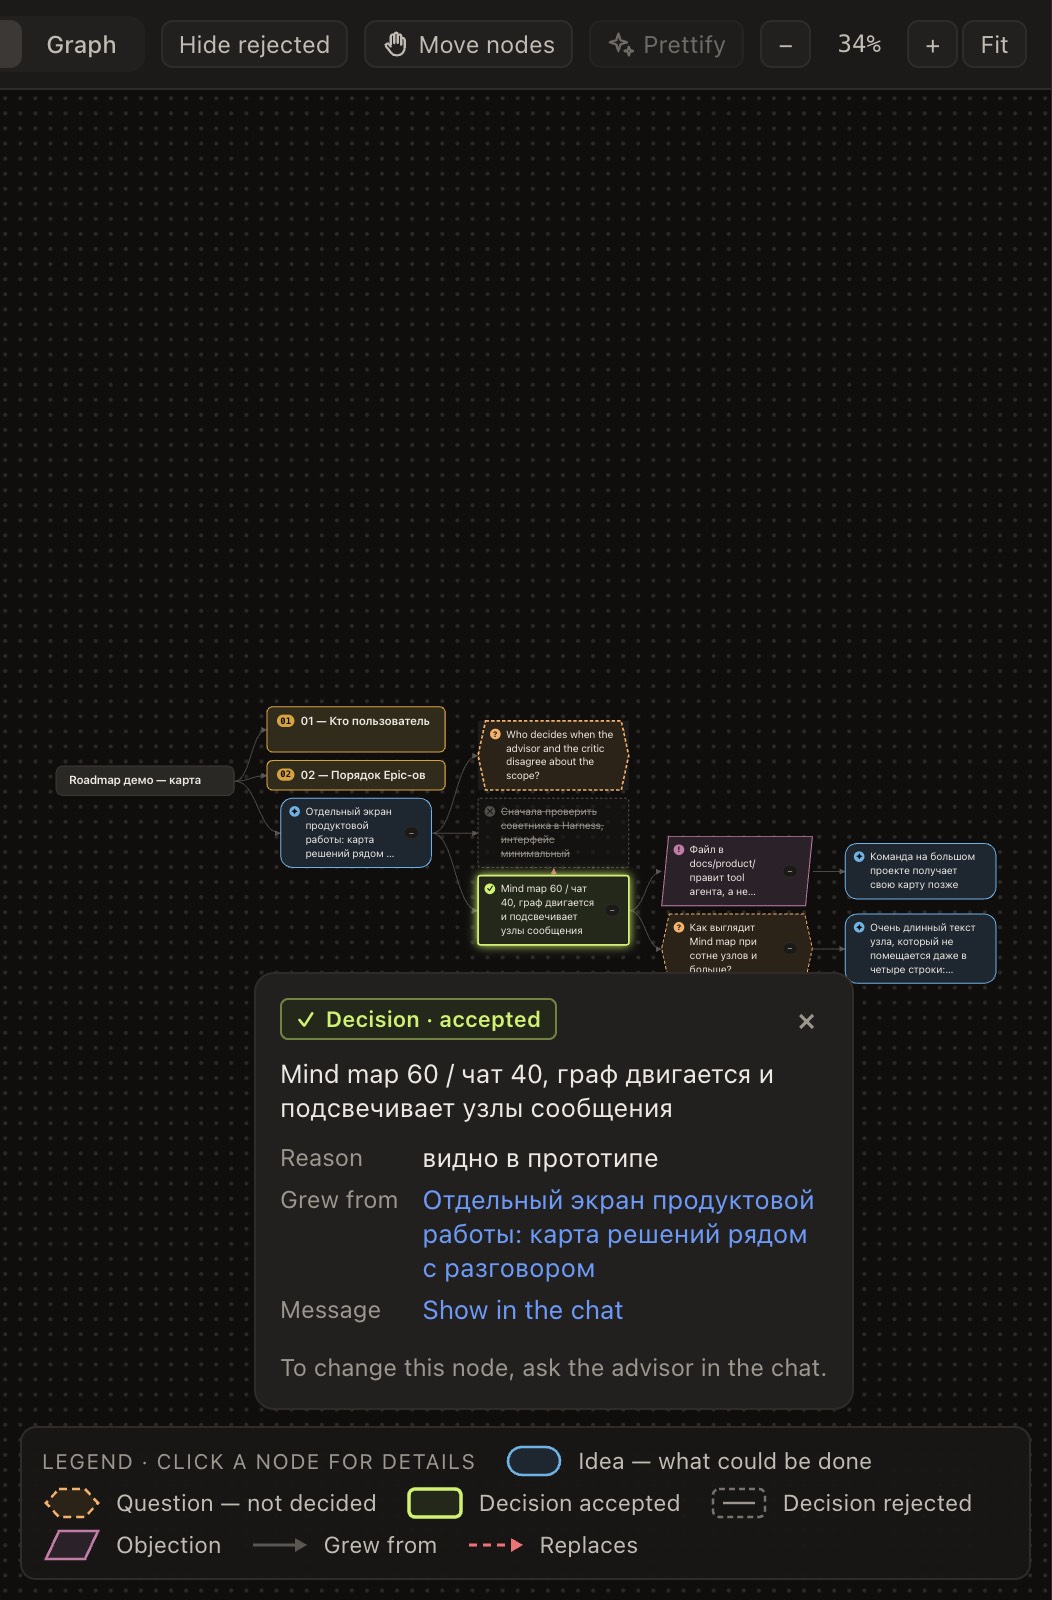 Graph
Hide rejected
Move nodes
Prettify
–
34%
+
Fit
Roadmap демо — карта
01 01 — Кто пользователь
02 02 — Порядок Epic-ов
Отдельный экран
продуктовой
работы: карта
решений рядом ...
Who decides when the
advisor and the critic
disagree about the
scope?
Сначала проверить
советника в Harness,
интерфейс
минимальный
Mind map 60 / чат
40, граф двигается
и подсвечивает
узлы сообщения
Файл в
docs/product/
правит tool
агента, а не...
Как выглядит
Mind map при
сотне узлов и
больше?
Команда на большом
проекте получает
свою карту позже
Очень длинный текст
узла, который не
помещается даже в
четыре строки:...
Decision · accepted
Mind map 60 / чат 40, граф двигается и
подсвечивает узлы сообщения
Reason видно в прототипе
Grew from Отдельный экран продуктовой
работы: карта решений рядом
с разговором
Message Show in the chat
To change this node, ask the advisor in the chat.
LEGEND · CLICK A NODE FOR DETAILS
Idea — what could be done
Question — not decided
Decision accepted
Decision rejected
Objection
Grew from
Replaces